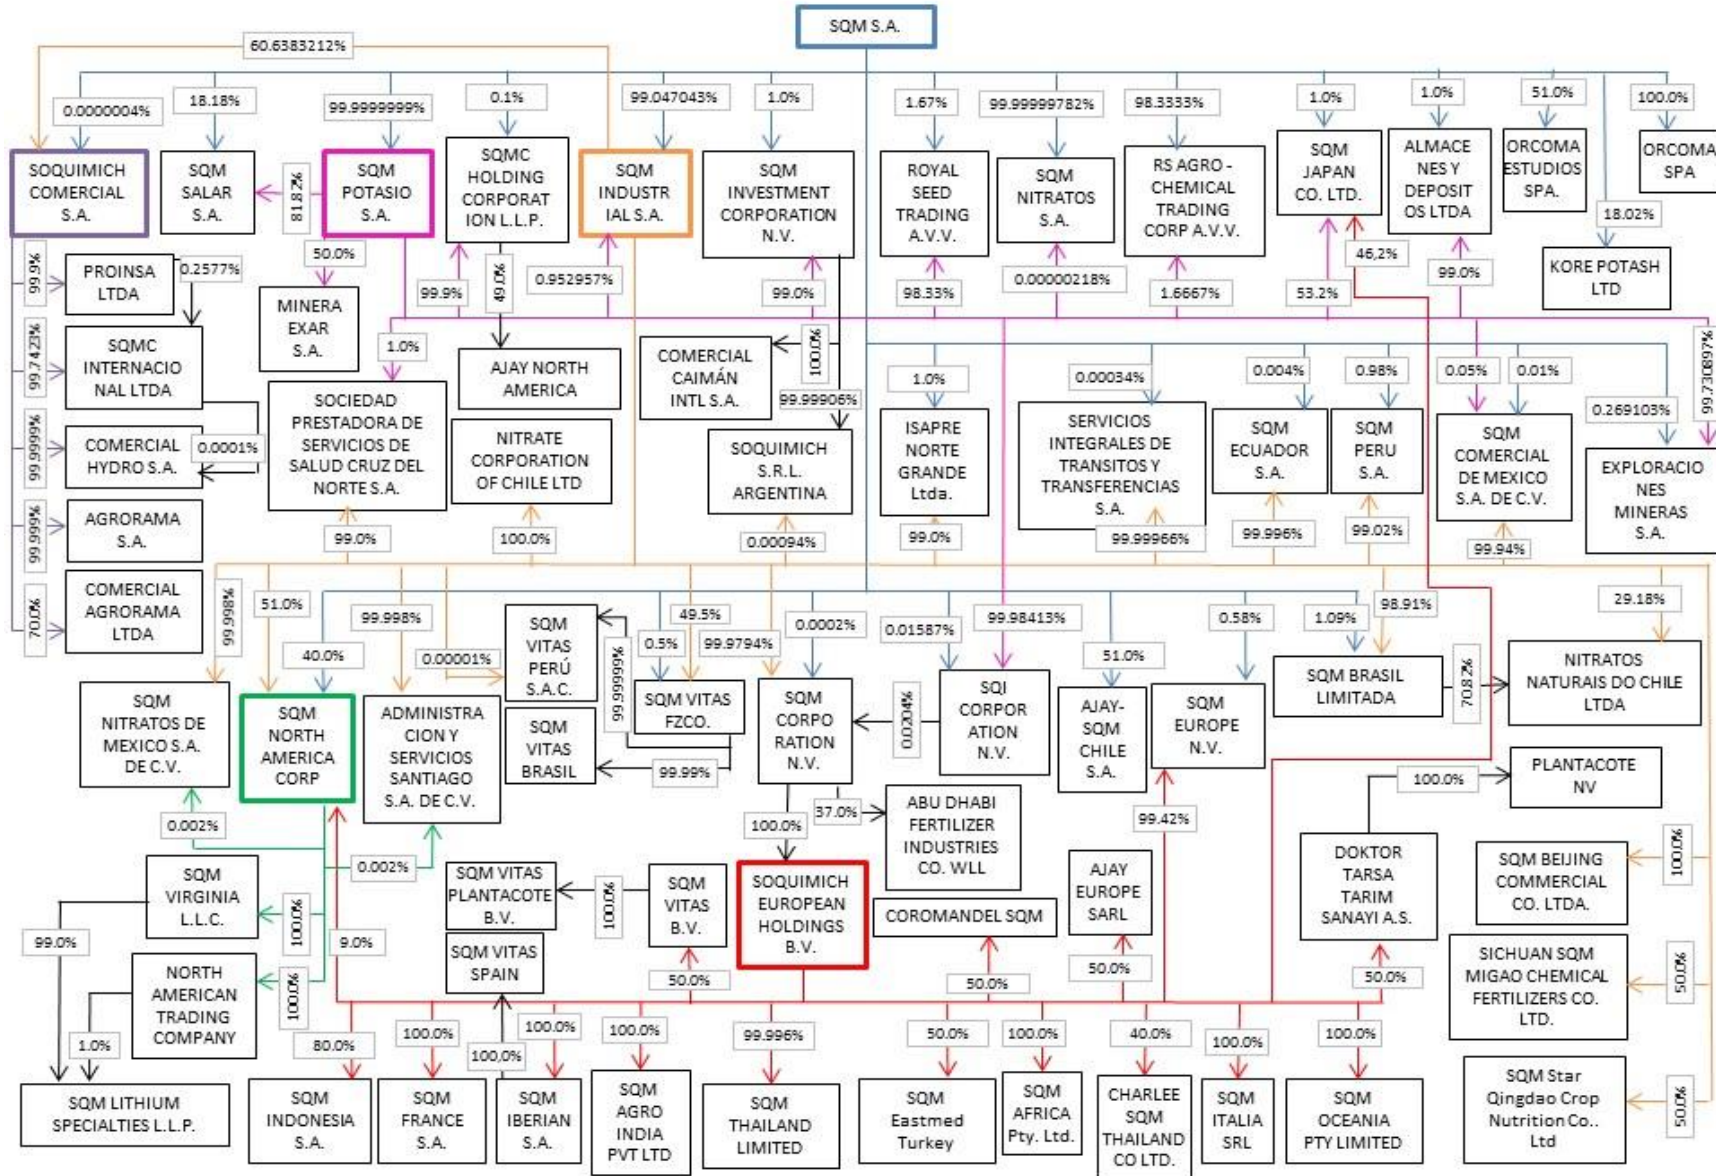 SQM S.A.
60.6383212%
0.0000004%
18.18%
99.9999999%
0.1%
99.047043%
1.0%
1.67%
99.99999782%
98.3333%
1.0%
1.0%
51.0%
100.0%
SOQUIMICH
COMERCIAL
S.A.
SQM
SALAR
S.A.
81.82%
SQM
POTASIO
S.A.
SQMC
HOLDING
CORPORAT
ION L.L.P.
SQM
INDUSTR
IAL S.A.
SQM
INVESTMENT
CORPORATION
N.V.
ROYAL
SEED
TRADING
A.V.V.
SQM
NITRATOS
S.A.
RS AGRO -
CHEMICAL
TRADING
CORP A.V.V.
SQM
JAPAN
CO. LTD.
ALMACE
NES Y
DEPOSIT
OS LTDA
ORCOMA
ESTUDIOS
SPA.
ORCOMA
SPA
18.02%
KORE POTASH
LTD
99.9%
PROINSA
LTDA
0.2577%
50.0%
MINERA
EXAR
S.A.
99.9%
49.0%
0.952957%
99.0%
98.33%
0.00000218%
1.6667%
53.2%
46,2%
99.0%
99.7423%
SQMC
INTERNACIO
NAL LTDA
1.0%
AJAY NORTH
AMERICA
COMERCIAL
CAIMÁN
INTL S.A.
100.0%
99.99906%
1.0%
0.00034%
0.004%
0.98%
0.05%
0.01%
0.269103%
99.730897%
99.9999%
COMERCIAL
HYDRO S.A.
0.0001%
SOCIEDAD
PRESTADORA DE
SERVICIOS DE
SALUD CRUZ DEL
NORTE S.A.
NITRATE
CORPORATION
OF CHILE LTD
SOQUIMICH
S.R.L.
ARGENTINA
ISAPRE
NORTE
GRANDE
Ltda.
SERVICIOS
INTEGRALES DE
TRANSITOS Y
TRANSFERENCIAS
S.A.
SQM
ECUADOR
S.A.
SQM
PERU
S.A.
SQM
COMERCIAL
DE MEXICO
S.A. DE C.V.
EXPLORACIO
NES
MINERAS
S.A.
99.999%
AGRORAMA
S.A.
99.0%
100.0%
0.00094%
99.0%
99.99966%
99.996%
99.02%
99.94%
70.0%
COMERCIAL
AGRORAMA
LTDA
99.998%
51.0%
40.0%
99.998%
0.00001%
SQM
VITAS
PERÚ
S.A.C.
99.99999%
0.5%
49.5%
99.9794%
0.0002%
0.01587%
99.98413%
51.0%
0.58%
1.09%
98.91%
29.18%
SQM
NITRATOS DE
MEXICO S.A.
DE C.V.
SQM
NORTH
AMERICA
CORP
ADMINISTRA
CION Y
SERVICIOS
SANTIAGO
S.A. DE C.V.
SQM
VITAS
BRASIL
SQM VITAS
FZCO.
99.99%
SQM
CORPO
RATION
N.V.
0.0204%
SQI
CORPOR
ATION
N.V.
AJAY-
SQM
CHILE
S.A.
SQM
EUROPE
N.V.
SQM BRASIL
LIMITADA
70.82%
NITRATOS
NATURAIS DO CHILE
LTDA
0.002%
0.002%
100.0%
37.0%
ABU DHABI
FERTILIZER
INDUSTRIES
CO. WLL
99.42%
100.0%
PLANTACOTE
NV
SQM
VIRGINIA
L.L.C.
100.0%
99.0%
9.0%
SQM VITAS
PLANTACOTE
B.V.
100.0%
SQM
VITAS
B.V.
SOQUIMICH
EUROPEAN
HOLDINGS
B.V.
COROMANDEL SQM
AJAY
EUROPE
SARL
DOKTOR
TARSA
TARIM
SANAYI A.S.
SQM BEIJING
COMMERCIAL
CO. LTDA.
100.0%
NORTH
AMERICAN
TRADING
COMPANY
100.0%
SQM VITAS
SPAIN
50.0%
50.0%
50.0%
50.0%
SICHUAN SQM
MIGAO CHEMICAL
FERTILIZERS CO.
LTD.
50.0%
1.0%
80.0%
100.0%
100.0%
100.0%
100.0%
99.996%
50.0%
100.0%
40.0%
100.0%
100.0%
SQM LITHIUM
SPECIALTIES L.L.P.
SQM
INDONESIA
S.A.
SQM
FRANCE
S.A.
SQM
IBERIAN
S.A.
SQM
AGRO
INDIA
PVT LTD
SQM
THAILAND
LIMITED
SQM
Eastmed
Turkey
SQM
AFRICA
Pty. Ltd.
CHARLEE
SQM
THAILAND
CO LTD.
SQM
ITALIA
SRL
SQM
OCEANIA
PTY LIMITED
SQM Star
Qingdao Crop
Nutrition Co..
Ltd
50.0%